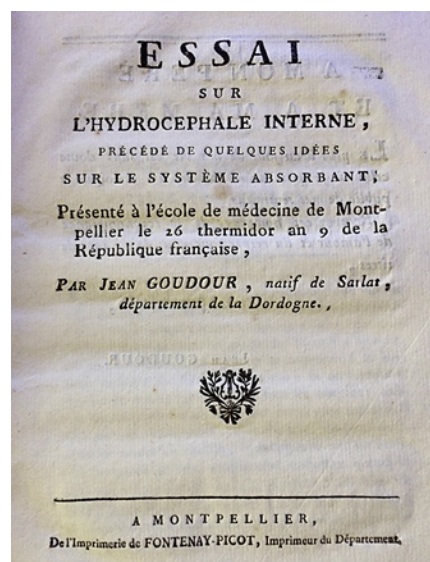 ESSAI
SUR
L'HYDROCEPHALE INTERNE,
PRÉCÉDÉ DE QUELQUES IDÉES
SUR LE SYSTÈME ABSORBANT,
Présenté à l'école de médecine de Mont-
pellier le 26 thermidor an 9 de la
République française,
PAR JEAN GOUDOUR, natif de Sarlat,
département de la Dordogne.,
A MONTPELLIER,
De l'Imprimerie de FONTENAY-PICOT, Imprimeur du Département.